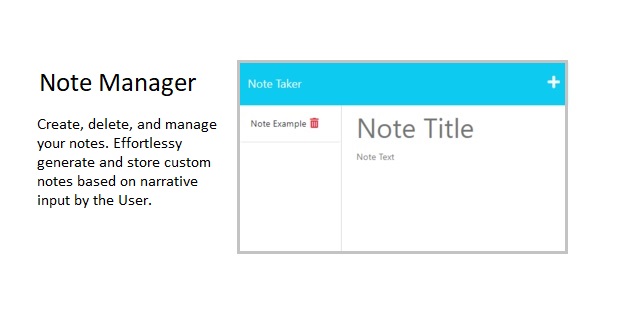 Note Manager
Create, delete, and manage
your notes. Effortlessy
generate and store custom
notes based on narrative
input by the User.
Note Taker
Note Example
Note Title
Note Text